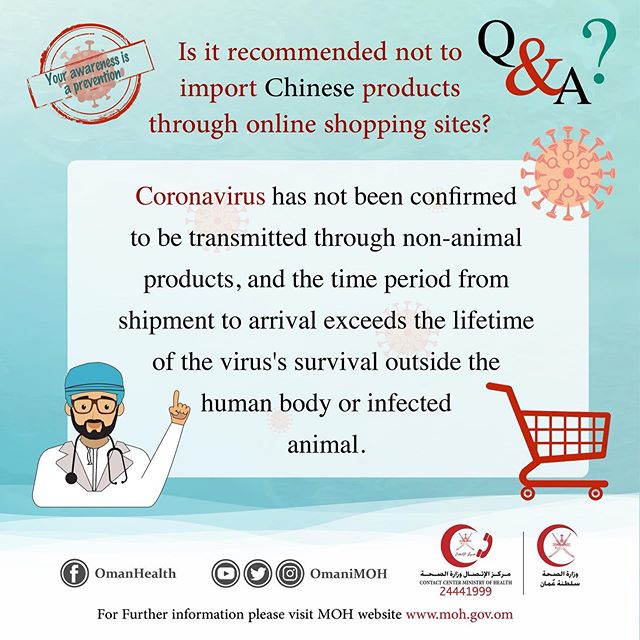 Your awareness is
a prevention
Is it recommended not to
import Chinese products
through online shopping sites?
Q&A?
Coronavirus has not been confirmed
to be transmitted through non-animal
products, and the time period from
shipment to arrival exceeds the lifetime
of the virus's survival outside the
human body or infected
animal.
OmanHealth
OmaniMOH
مركز الإتصال وزارة الصحة
CONTACT CENTER MINISTRY OF HEALTH
24441999
وزارة الصحة
سلطنة عُمان
For Further information please visit MOH website www.moh.gov.om